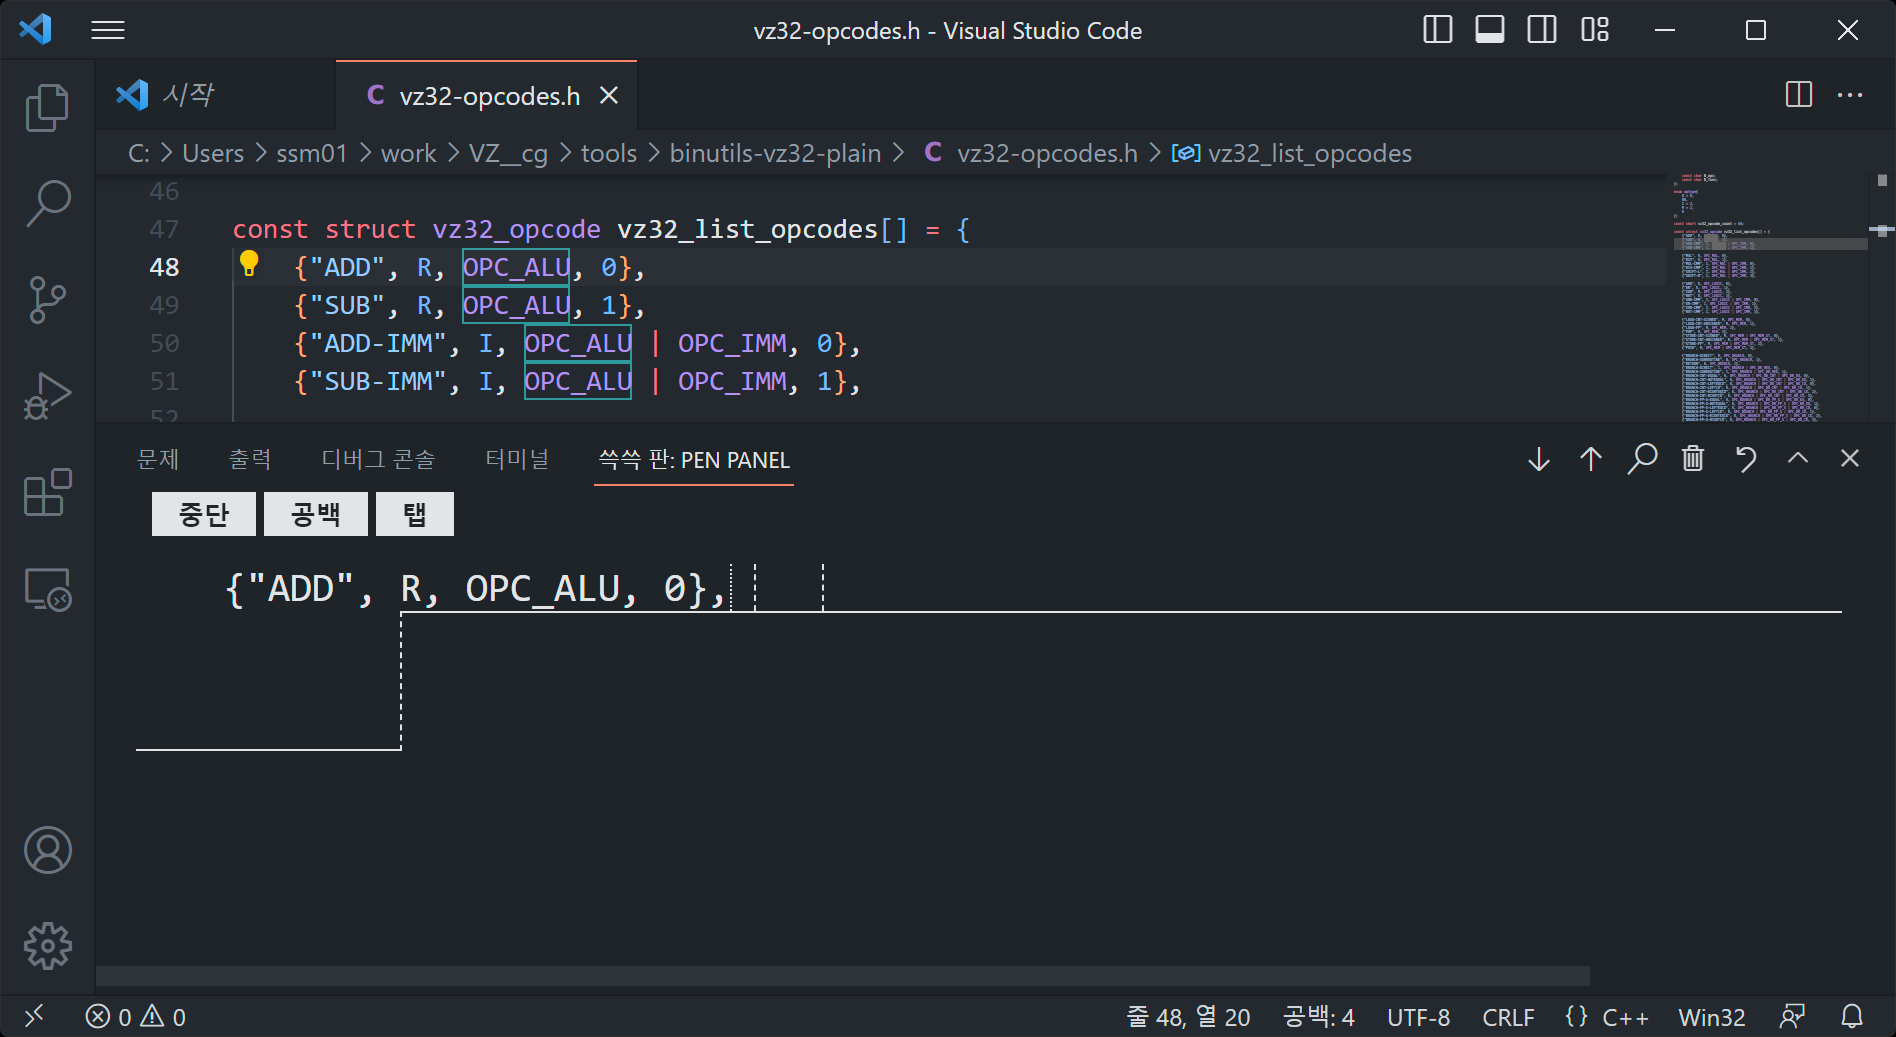 vz32-opcodes.h - Visual Studio Code
시작
C vz32-opcodes.h
C: > Users > ssm01 > work > VZ__cg > tools > binutils-vz32-plain > C vz32-opcodes.h > vz32_list_opcodes
46
47 const struct vz32_opcode vz32_list_opcodes[] = {
48 {"ADD", R, OPC_ALU, 0},
49 {"SUB", R, OPC_ALU, 1},
50 {"ADD-IMM", I, OPC_ALU | OPC_IMM, 0},
51 {"SUB-IMM", I, OPC_ALU | OPC_IMM, 1},
52
문제 출력 디버그 콘솔 터미널 쓱쓱 판: PEN PANEL
중단 공백 탭
{"ADD", R, OPC_ALU, 0},
0 0 줄 48, 열 20 공백: 4 UTF-8 CRLF {} C++ Win32